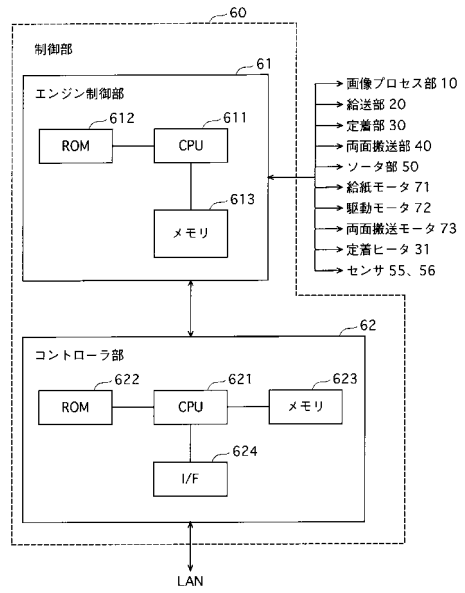 60
制御部
61
エンジン制御部
612
ROM
611
CPU
613
メモリ
画像プロセス部 10
給送部 20
定着部 30
両面搬送部 40
ソータ部 50
給紙モータ 71
駆動モータ 72
両面搬送モータ 73
定着ヒータ 31
センサ 55、56
62
コントローラ部
622
ROM
621
CPU
623
メモリ
624
I/F
LAN